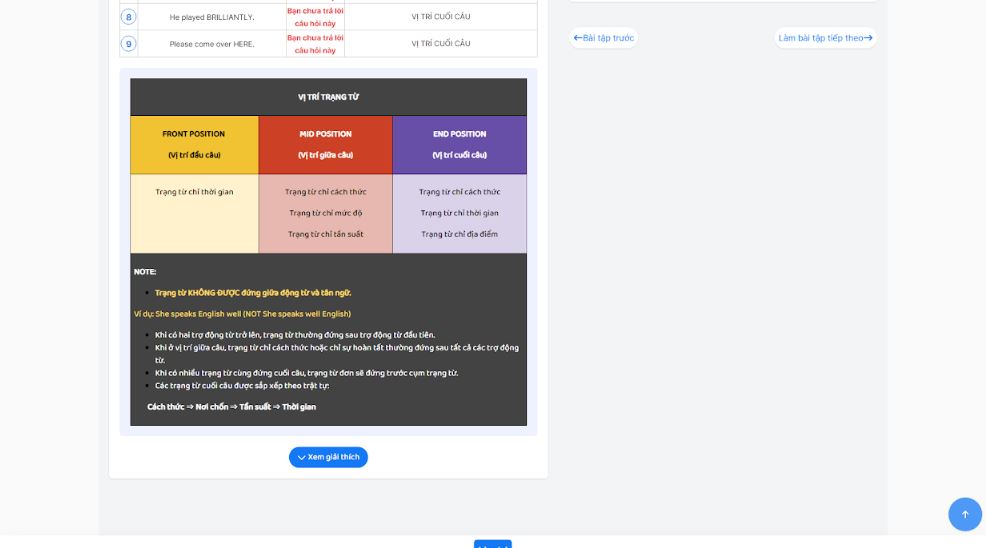 8
He played BRILLIANTLY.
Bạn chưa trả lời
câu hỏi này
VỊ TRÍ CUỐI CÂU
9
Please come over HERE.
Bạn chưa trả lời
câu hỏi này
VỊ TRÍ CUỐI CÂU
Bài tập trước
Làm bài tập tiếp theo
VỊ TRÍ TRẠNG TỪ
FRONT POSITION
(Vị trí đầu câu)
MID POSITION
(Vị trí giữa câu)
END POSITION
(Vị trí cuối câu)
Trạng từ chỉ thời gian
Trạng từ chỉ cách thức
Trạng từ chỉ mức độ
Trạng từ chỉ tần suất
Trạng từ chỉ cách thức
Trạng từ chỉ thời gian
Trạng từ chỉ địa điểm
NOTE:
Trạng từ KHÔNG ĐƯỢC đứng giữa động từ và tân ngữ.
Ví dụ: She speaks English well (NOT She speaks well English)
Khi có hai trợ động từ trở lên, trạng từ thường đứng sau trợ động từ đầu tiên.
Khi ở vị trí giữa câu, trạng từ chỉ cách thức hoặc chỉ sự hoàn tất thường đứng sau tất cả các trợ động
từ.
Khi có nhiều trạng từ cùng đứng cuối câu, trạng từ đơn sẽ đứng trước cụm trạng từ.
Các trạng từ cuối câu được sắp xếp theo trật tự:
Cách thức → Nơi chốn → Tần suất → Thời gian
Xem giải thích